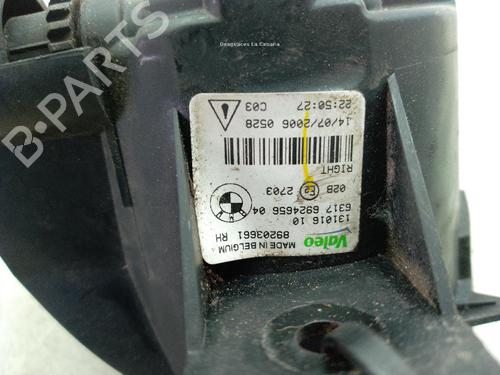 Desguaces La Cabaña
B-PARTS
Valeo
MADE IN BELGIUM
89203661 RH
131016 10
6317 6924656 04
BMW
02B E2 2703
RIGHT
14/07/2006 0528
22:50:27 C03